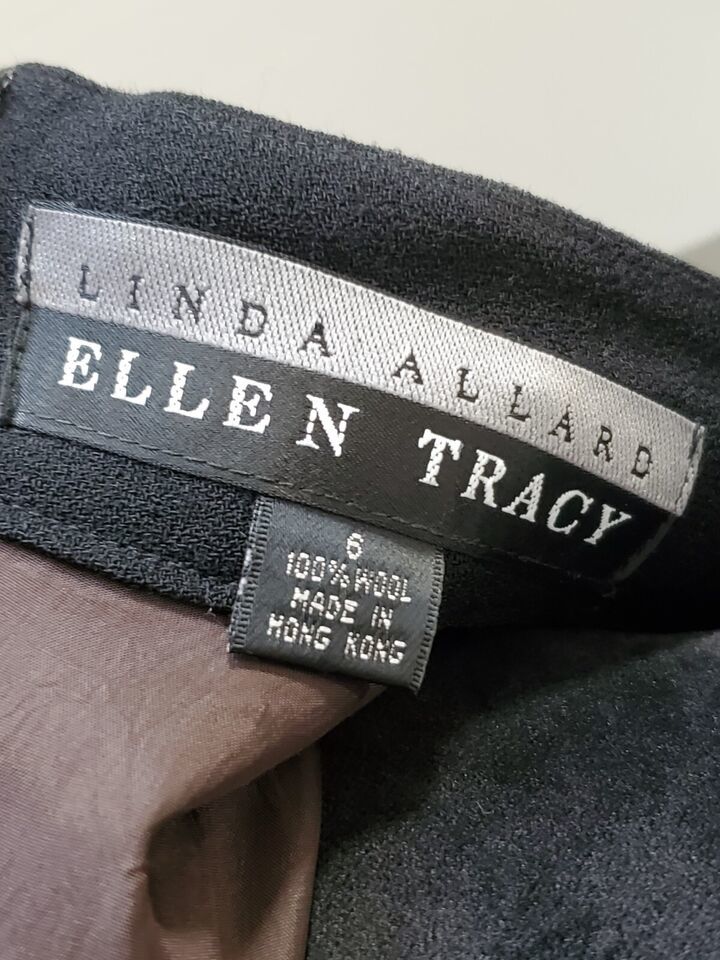 LINDA ALLARD
ELLEN TRACY
6
100% WOOL
MADE IN
HONG KONG